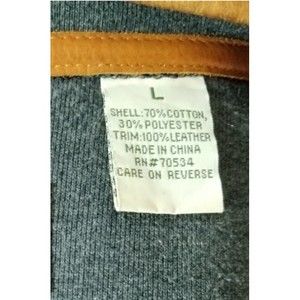 L
SHELL:70%COTTON,
30%POLYESTER
TRIM:100%LEATHER
MADE IN CHINA
RN#70534
CARE ON REVERSE